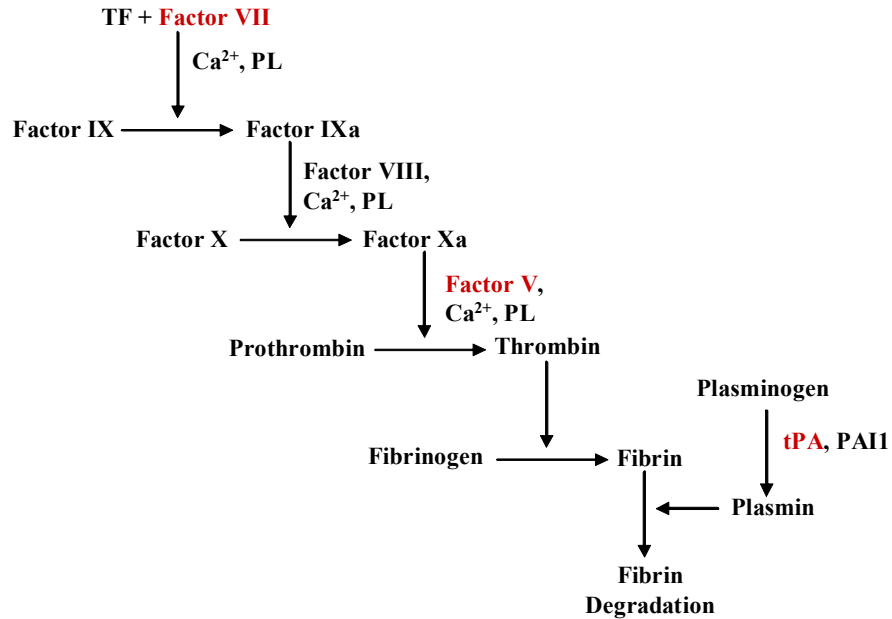 TF + Factor VII
Ca²⁺, PL
Factor IX
Factor IXa
Factor VIII,
Ca²⁺, PL
Factor X
Factor Xa
Factor V,
Ca²⁺, PL
Prothrombin
Thrombin
Plasminogen
tPA, PAI1
Fibrinogen
Fibrin
Plasmin
Fibrin
Degradation